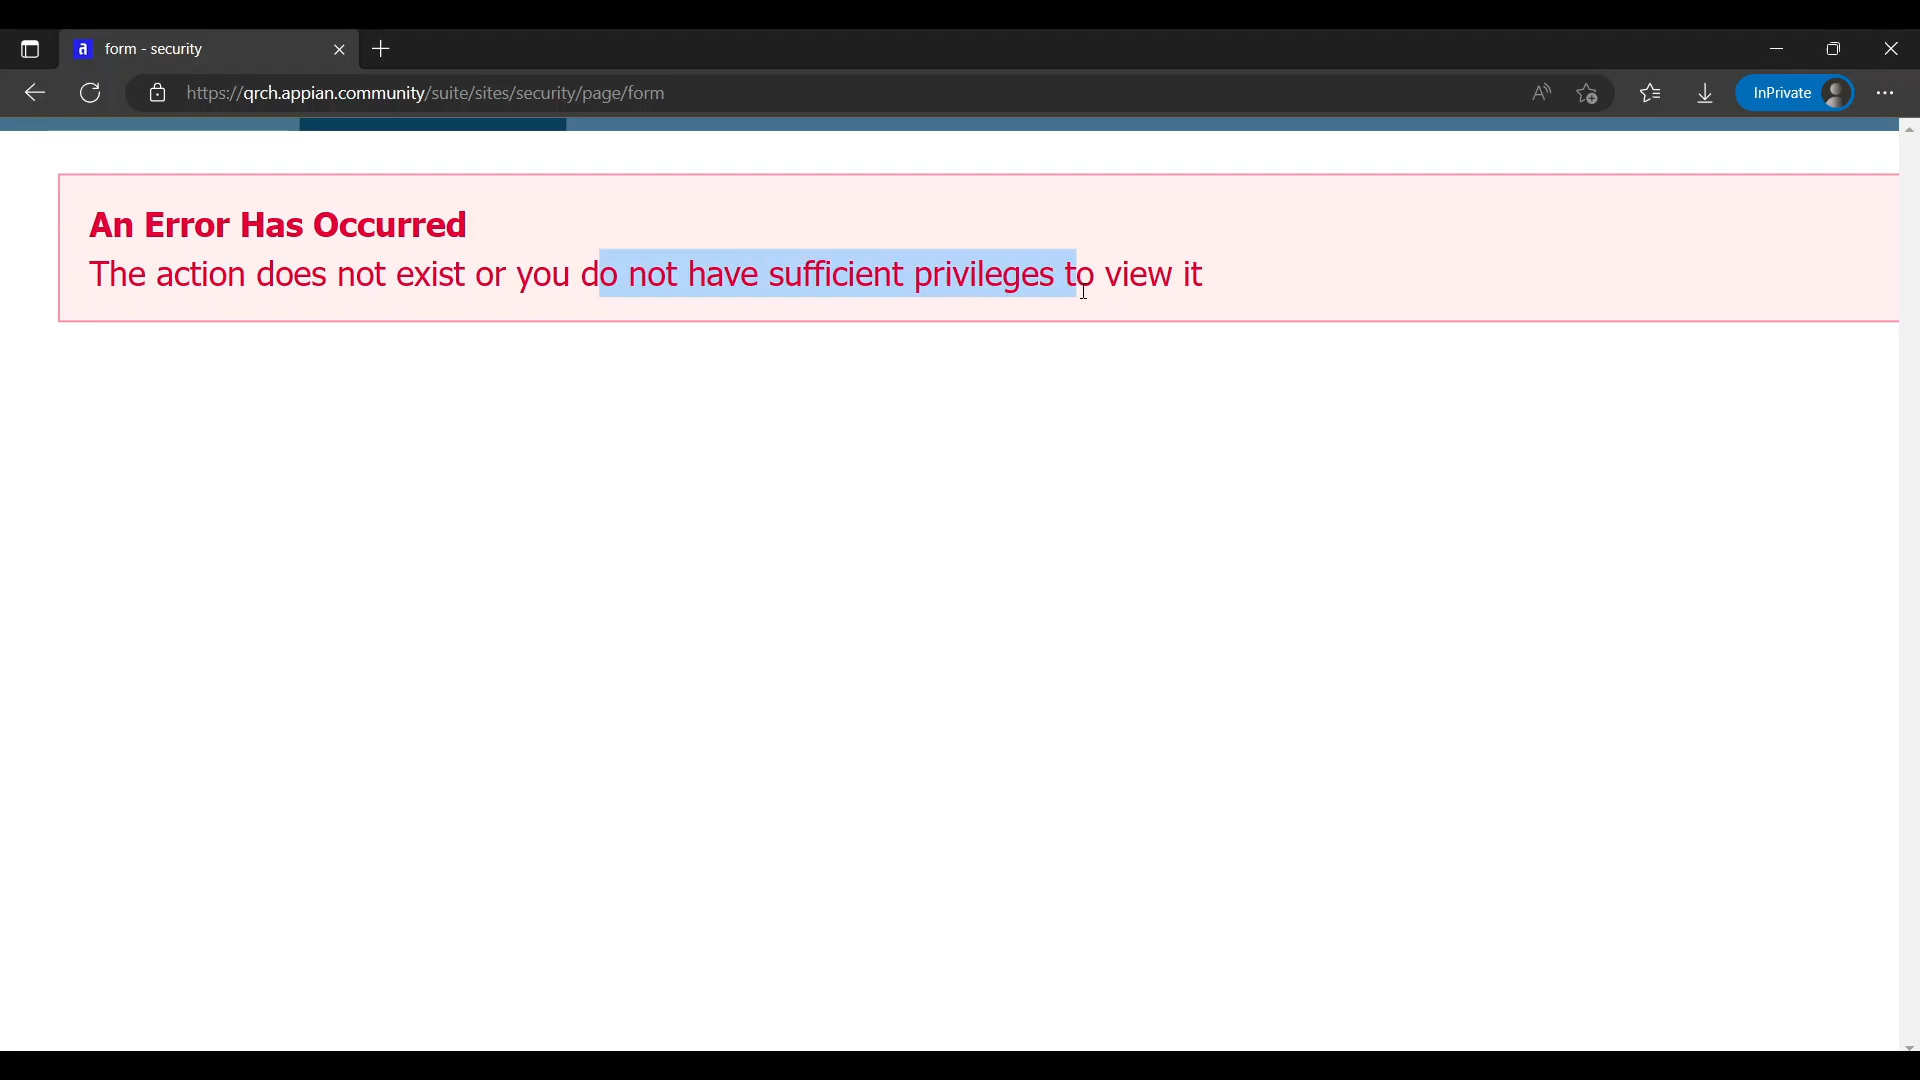 form - security
https://qrch.appian.community/suite/sites/security/page/form
InPrivate
An Error Has Occurred
The action does not exist or you do not have sufficient privileges to view it